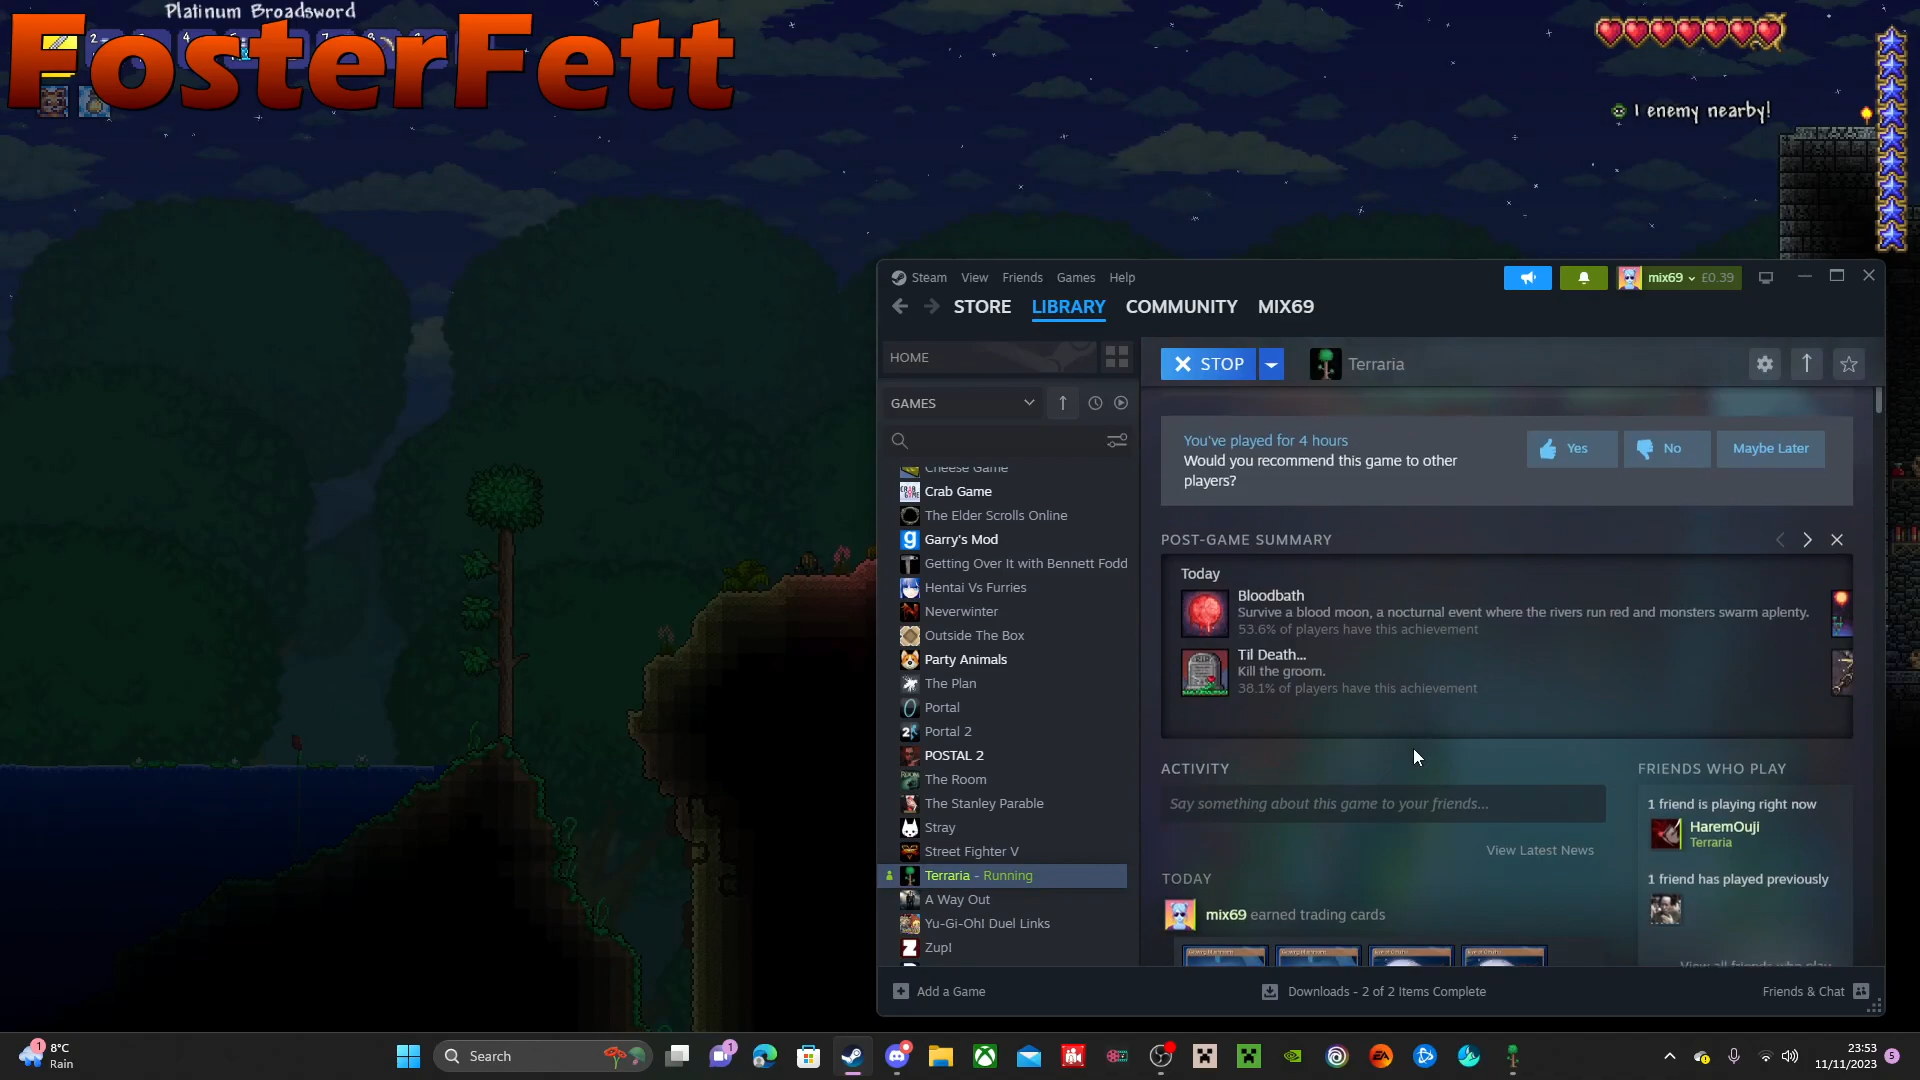 Platinum Broadsword
FosterFett
1 enemy nearby!
Steam View Friends Games Help
mix69 £0.39
STORE LIBRARY COMMUNITY MIX69
HOME
STOP
Terraria
GAMES
You've played for 4 hours
Would you recommend this game to other
players?
Yes
No
Maybe Later
Cheese Game
Crab Game
The Elder Scrolls Online
Garry's Mod
Getting Over It with Bennett Fodd
Hentai Vs Furries
Neverwinter
Outside The Box
Party Animals
The Plan
Portal
Portal 2
POSTAL 2
The Room
The Stanley Parable
Stray
Street Fighter V
Terraria - Running
A Way Out
Yu-Gi-Oh! Duel Links
Zup!
POST-GAME SUMMARY
Today
Bloodbath
Survive a blood moon, a nocturnal event where the rivers run red and monsters swarm aplenty.
53.6% of players have this achievement
Til Death...
Kill the groom.
38.1% of players have this achievement
ACTIVITY
Say something about this game to your friends...
View Latest News
TODAY
mix69 earned trading cards
FRIENDS WHO PLAY
1 friend is playing right now
HaremOuji
Terraria
1 friend has played previously
View all friends who play
Add a Game
Downloads - 2 of 2 Items Complete
Friends & Chat
8°C
Rain
Search
23:53
11/11/2023
5